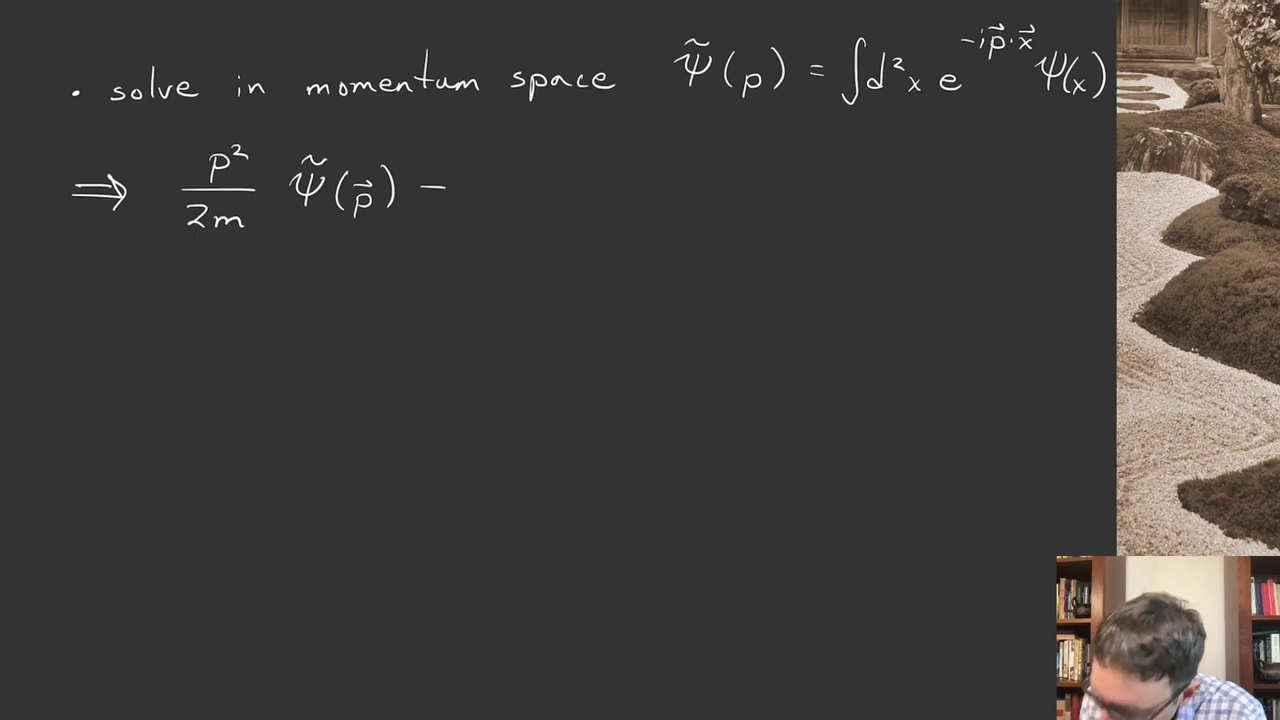 • solve in momentum space ψ̃(p) = ∫d²x e^{-ip⃗·x⃗} ψ(x)
⟹ p²/2m ψ̃(p⃗) −